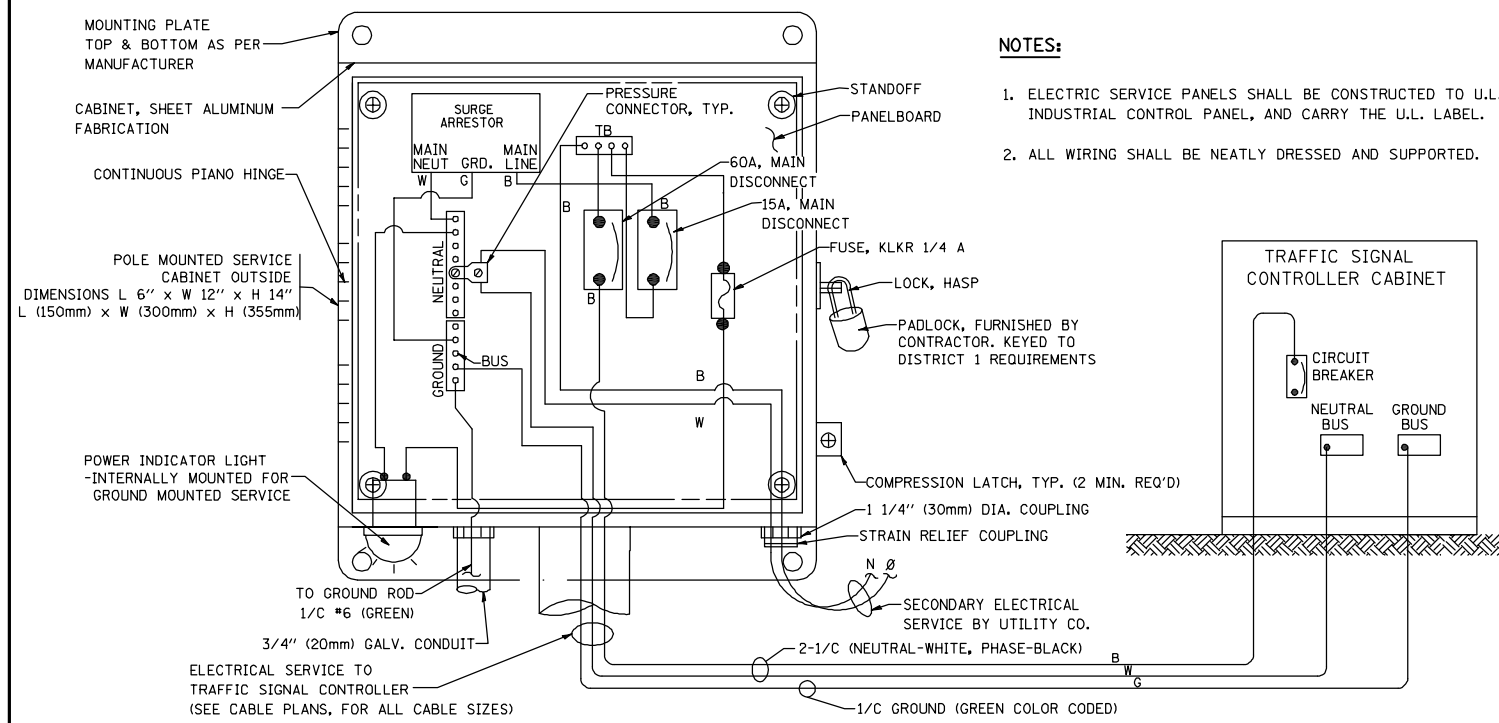 MOUNTING PLATE
TOP & BOTTOM AS PER
MANUFACTURER
CABINET, SHEET ALUMINUM
FABRICATION
CONTINUOUS PIANO HINGE
POLE MOUNTED SERVICE
CABINET OUTSIDE
DIMENSIONS L 6" x W 12" x H 14"
L (150mm) x W (300mm) x H (355mm)
POWER INDICATOR LIGHT
-INTERNALLY MOUNTED FOR
GROUND MOUNTED SERVICE
TO GROUND ROD
1/C #6 (GREEN)
3/4" (20mm) GALV. CONDUIT
ELECTRICAL SERVICE TO
TRAFFIC SIGNAL CONTROLLER
(SEE CABLE PLANS, FOR ALL CABLE SIZES)
SURGE
ARRESTOR
MAIN
NEUT
GRD.
MAIN
LINE
W
G
B
PRESSURE
CONNECTOR, TYP.
TB
60A, MAIN
DISCONNECT
15A, MAIN
DISCONNECT
B
B
B
NEUTRAL
GROUND
BUS
B
W
STANDOFF
PANELBOARD
FUSE, KLKR 1/4 A
LOCK, HASP
PADLOCK, FURNISHED BY
CONTRACTOR. KEYED TO
DISTRICT 1 REQUIREMENTS
COMPRESSION LATCH, TYP. (2 MIN. REQ'D)
1 1/4" (30mm) DIA. COUPLING
STRAIN RELIEF COUPLING
N Ø
SECONDARY ELECTRICAL
SERVICE BY UTILITY CO.
2-1/C (NEUTRAL-WHITE, PHASE-BLACK)
B
W
G
1/C GROUND (GREEN COLOR CODED)
NOTES:
1. ELECTRIC SERVICE PANELS SHALL BE CONSTRUCTED TO U.L.
INDUSTRIAL CONTROL PANEL, AND CARRY THE U.L. LABEL.
2. ALL WIRING SHALL BE NEATLY DRESSED AND SUPPORTED.
TRAFFIC SIGNAL
CONTROLLER CABINET
CIRCUIT
BREAKER
NEUTRAL
BUS
GROUND
BUS